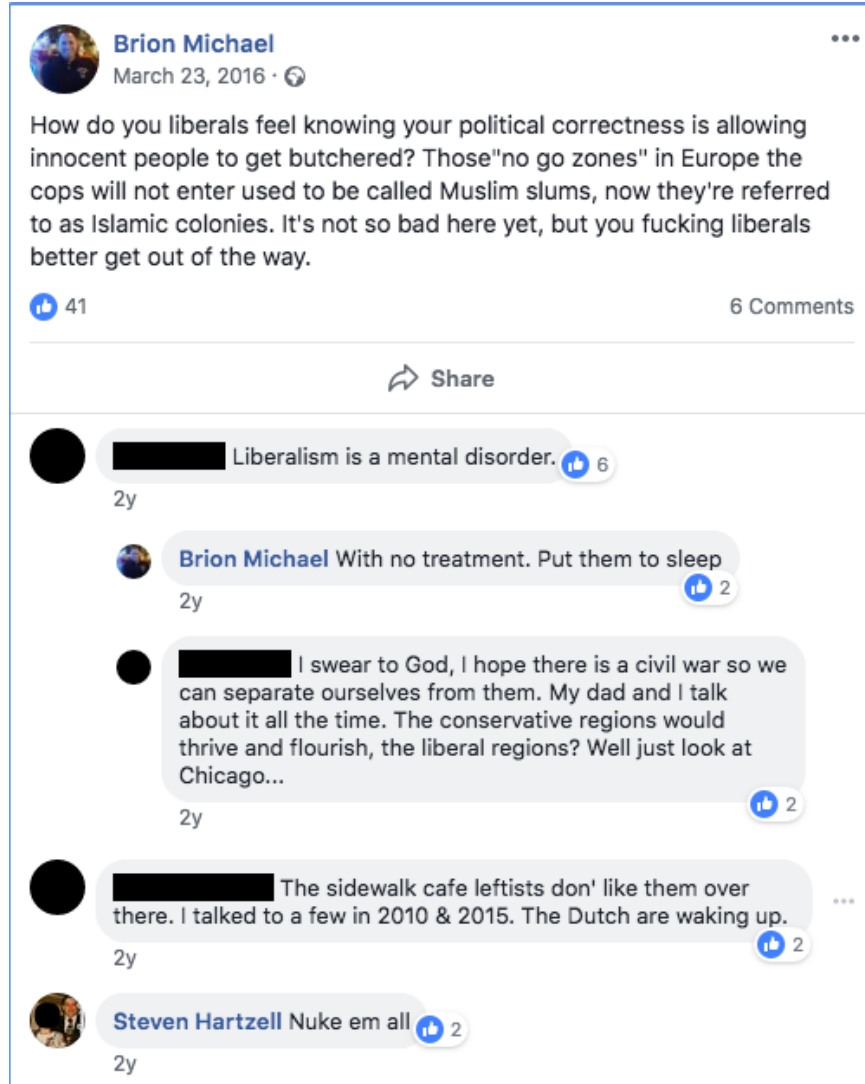 Brion Michael
March 23, 2016 ·
How do you liberals feel knowing your political correctness is allowing
innocent people to get butchered? Those"no go zones" in Europe the
cops will not enter used to be called Muslim slums, now they're referred
to as Islamic colonies. It's not so bad here yet, but you fucking liberals
better get out of the way.
41 6 Comments
Share
Liberalism is a mental disorder. 6
2y
Brion Michael With no treatment. Put them to sleep
2
2y
I swear to God, I hope there is a civil war so we
can separate ourselves from them. My dad and I talk
about it all the time. The conservative regions would
thrive and flourish, the liberal regions? Well just look at
Chicago...
2
2y
The sidewalk cafe leftists don' like them over
there. I talked to a few in 2010 & 2015. The Dutch are waking up.
2
2y
Steven Hartzell Nuke em all 2
2y